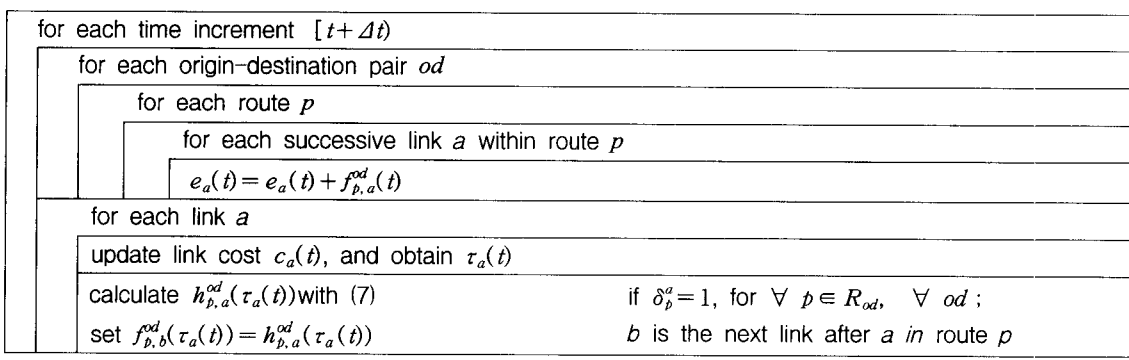 for each time increment [t+Δt)
for each origin-destination pair od
for each route p
for each successive link a within route p
e_a(t)=e_a(t)+f^{od}_{p,a}(t)
for each link a
update link cost c_a(t), and obtain τ_a(t)
calculate h^{od}_{p,a}(τ_a(t))with (7) if δ^a_p=1, for ∀ p∈R_{od}, ∀ od ;
set f^{od}_{p,b}(τ_a(t))=h^{od}_{p,a}(τ_a(t)) b is the next link after a in route p